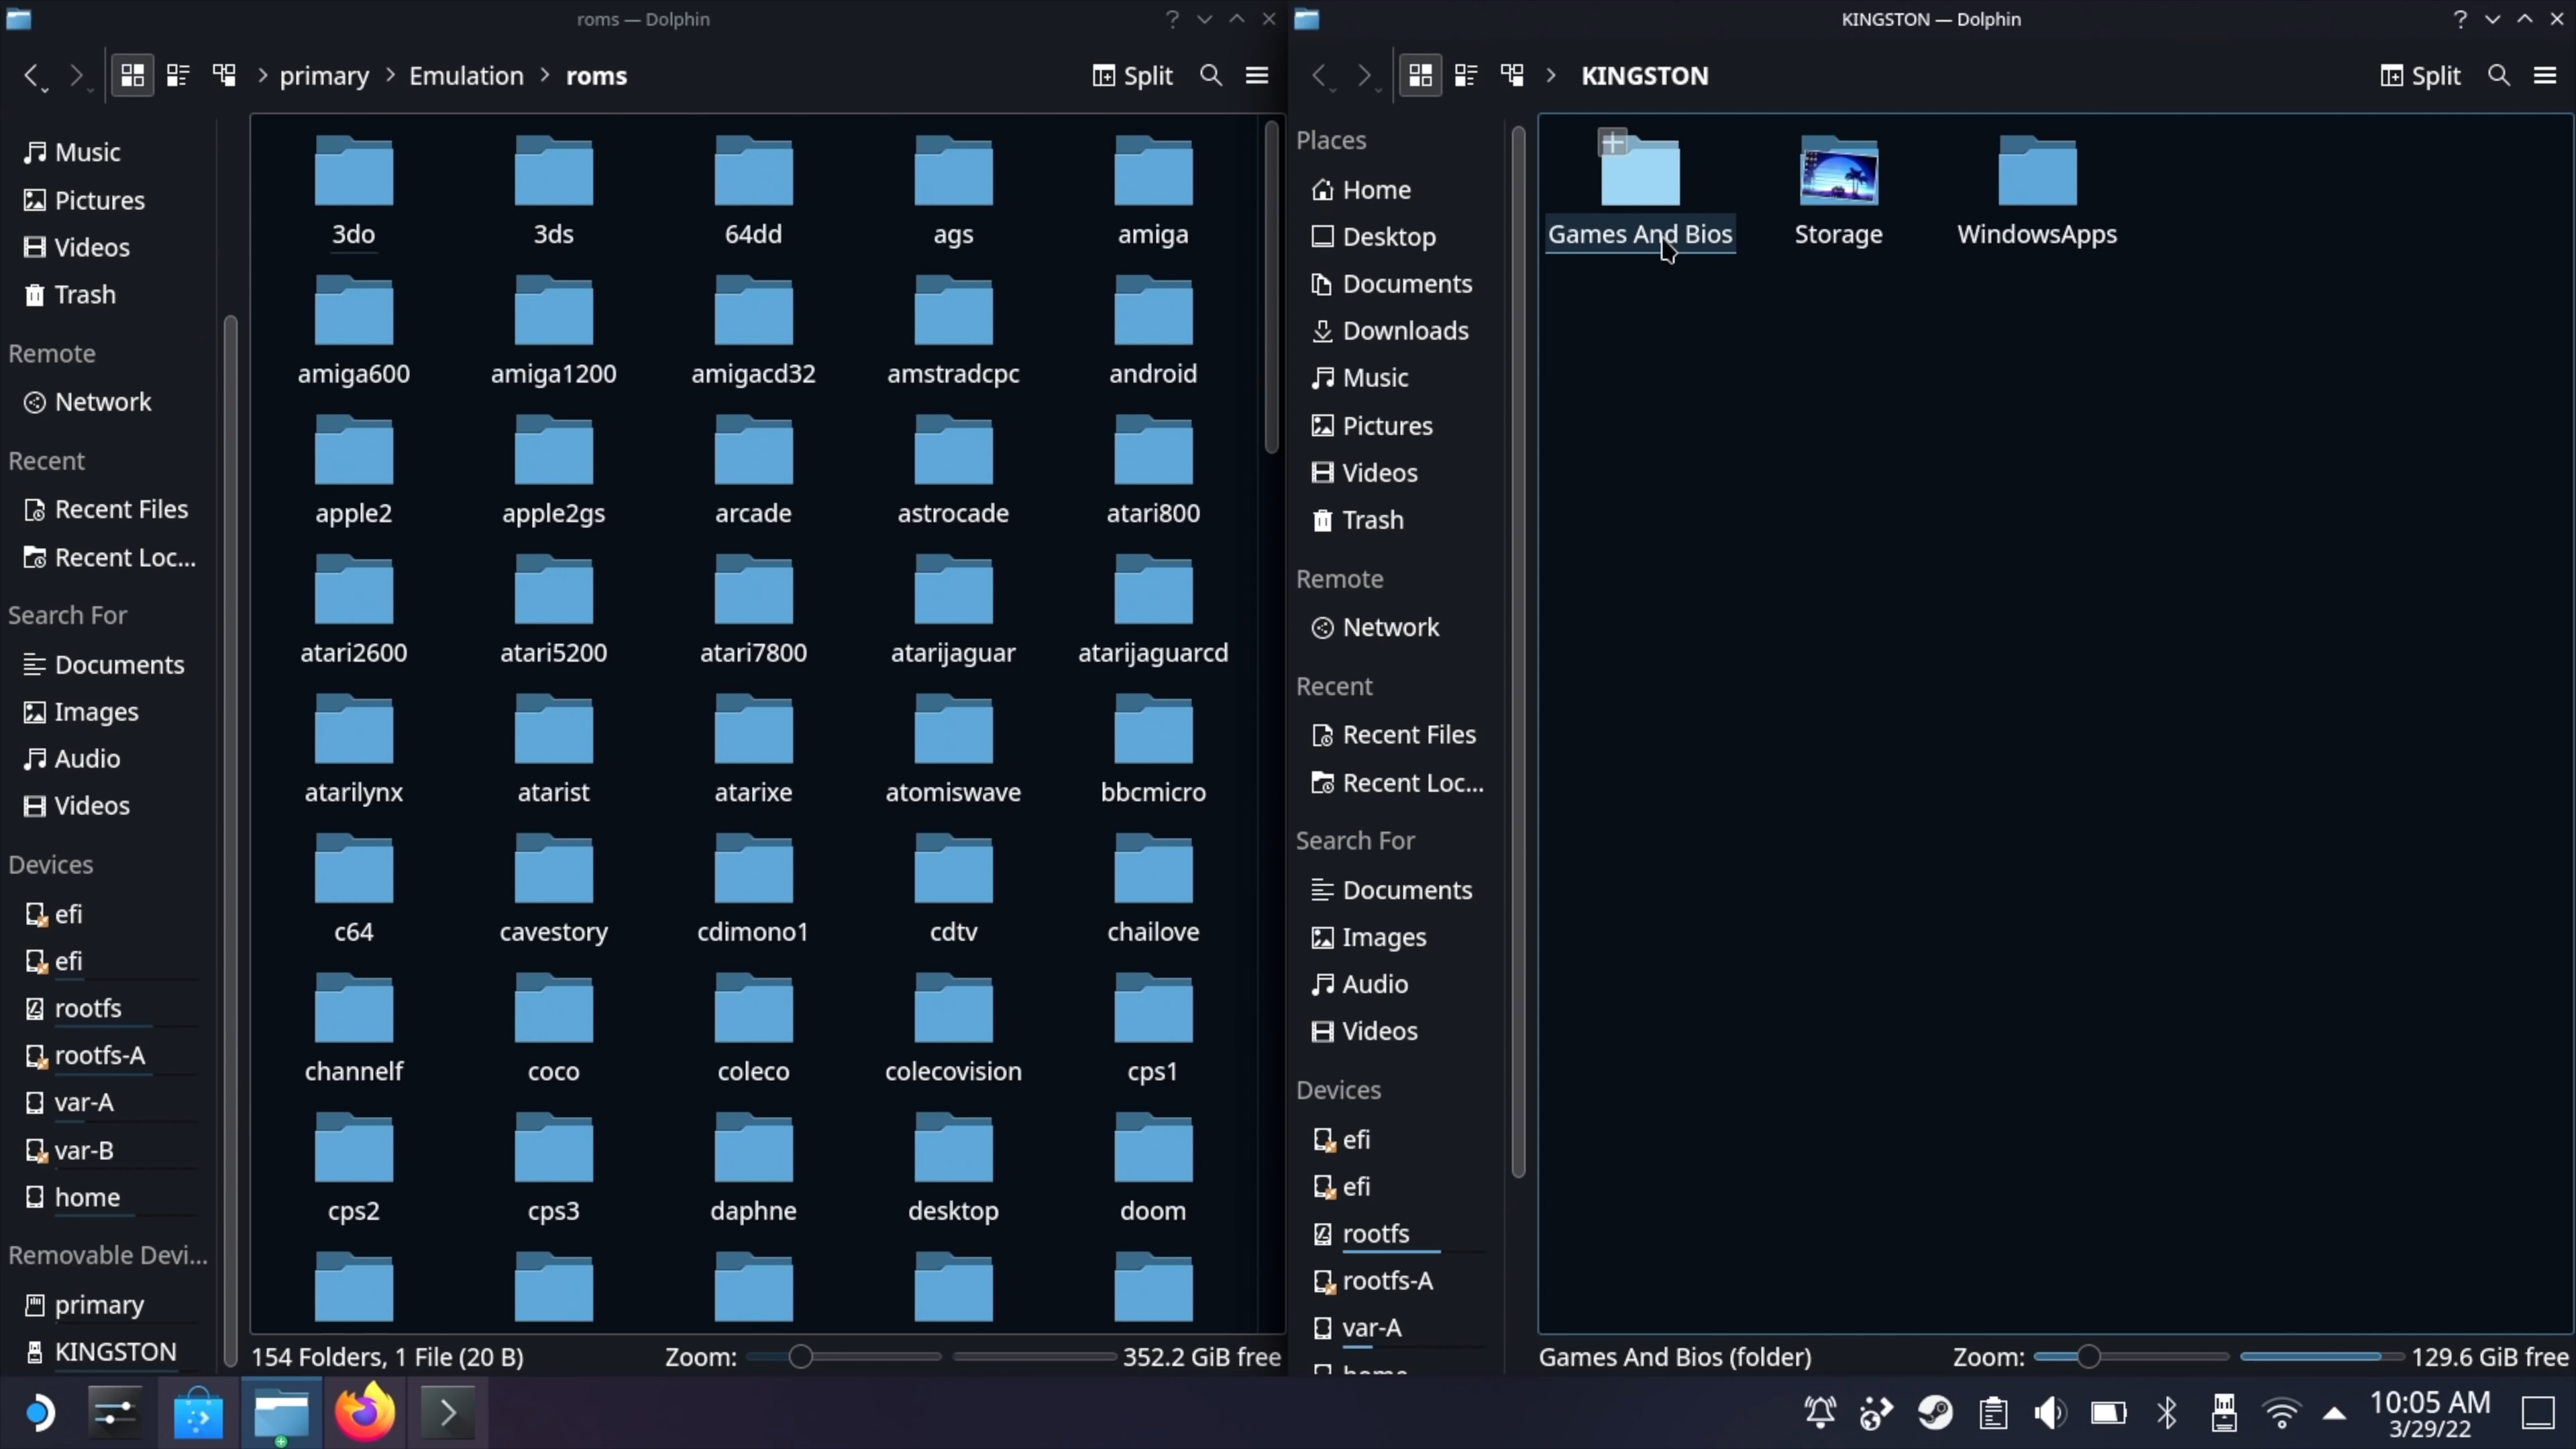 roms — Dolphin
primary
Emulation
roms
Split
Music
Pictures
Videos
Trash
Remote
Network
Recent
Recent Files
Recent Loc...
Search For
Documents
Images
Audio
Videos
Devices
efi
efi
rootfs
rootfs-A
var-A
var-B
home
Removable Devi...
primary
KINGSTON
3do 3ds 64dd ags amiga
amiga600 amiga1200 amigacd32 amstradcpc android
apple2 apple2gs arcade astrocade atari800
atari2600 atari5200 atari7800 atarijaguar atarijaguarcd
atarilynx atarist atarixe atomiswave bbcmicro
c64 cavestory cdimono1 cdtv chailove
channelf coco coleco colecovision cps1
cps2 cps3 daphne desktop doom
154 Folders, 1 File (20 B)
Zoom:
352.2 GiB free
KINGSTON — Dolphin
KINGSTON
Split
Places
Home
Desktop
Documents
Downloads
Music
Pictures
Videos
Trash
Remote
Network
Recent
Recent Files
Recent Loc...
Search For
Documents
Images
Audio
Videos
Devices
efi
efi
rootfs
rootfs-A
var-A
home
Games And Bios Storage WindowsApps
Games And Bios (folder)
Zoom:
129.6 GiB free
10:05 AM
3/29/22